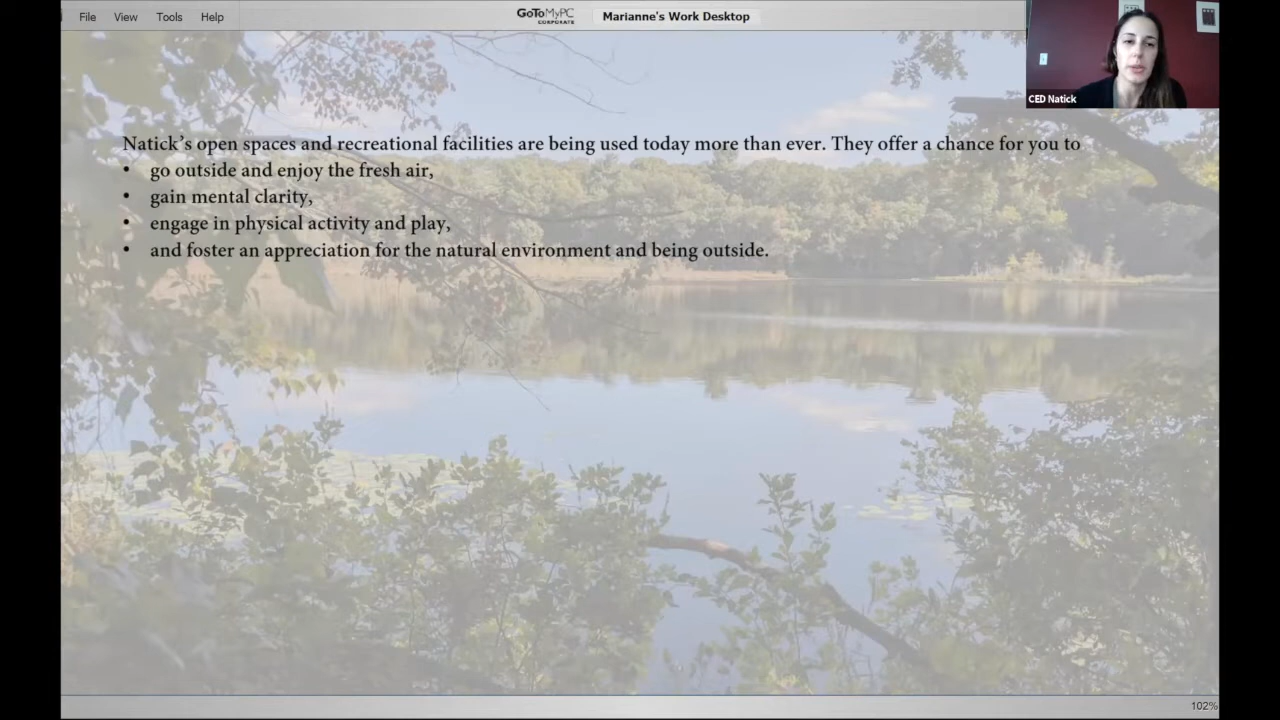 File View Tools Help
GoToMyPC
CORPORATE
Marianne's Work Desktop
CED Natick
Natick's open spaces and recreational facilities are being used today more than ever. They offer a chance for you to
• go outside and enjoy the fresh air,
• gain mental clarity,
• engage in physical activity and play,
• and foster an appreciation for the natural environment and being outside.
102%